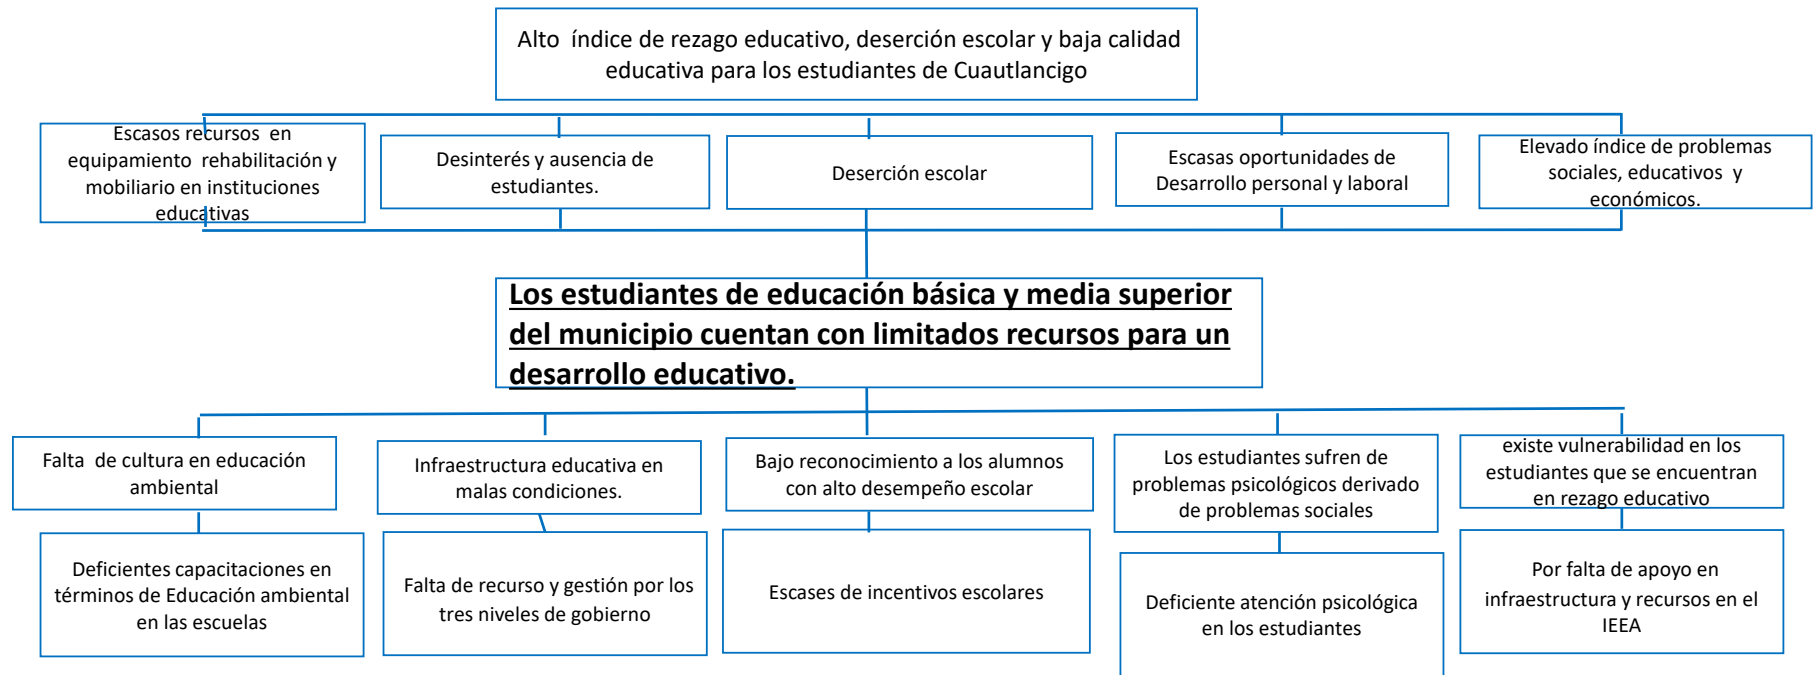 Alto índice de rezago educativo, deserción escolar y baja calidad
educativa para los estudiantes de Cuautlancigo
Escasos recursos en
equipamiento rehabilitación y
mobiliario en instituciones
educativas
Desinterés y ausencia de
estudiantes.
Deserción escolar
Escasas oportunidades de
Desarrollo personal y laboral
Elevado índice de problemas
sociales, educativos y
económicos.
Los estudiantes de educación básica y media superior
del municipio cuentan con limitados recursos para un
desarrollo educativo.
Falta de cultura en educación
ambiental
Infraestructura educativa en
malas condiciones.
Bajo reconocimiento a los alumnos
con alto desempeño escolar
Los estudiantes sufren de
problemas psicológicos derivado
de problemas sociales
existe vulnerabilidad en los
estudiantes que se encuentran
en rezago educativo
Deficientes capacitaciones en
términos de Educación ambiental
en las escuelas
Falta de recurso y gestión por los
tres niveles de gobierno
Escases de incentivos escolares
Deficiente atención psicológica
en los estudiantes
Por falta de apoyo en
infraestructura y recursos en el
IEEA